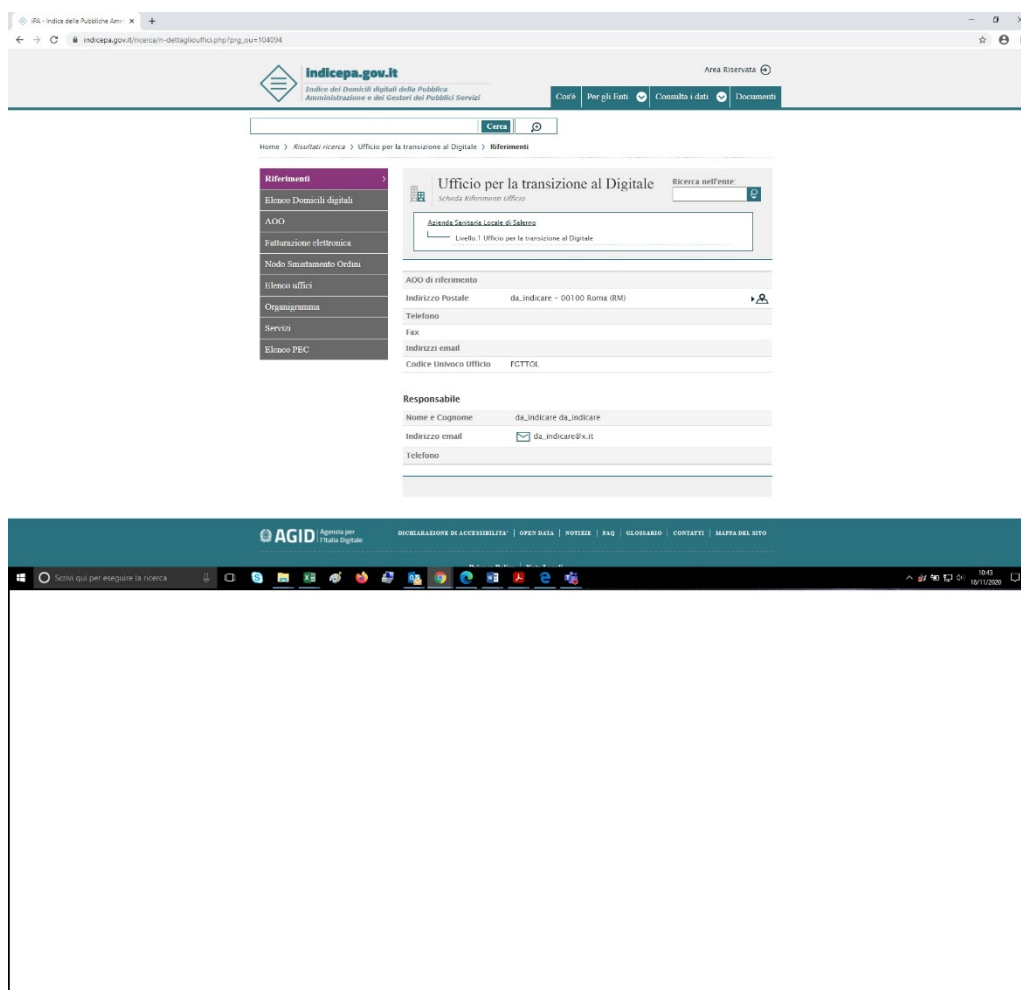 iPA - Indice delle Pubbliche Amm
indicepa.gov.it/ricerca/n-dettagliouffici.php?prg_ou=104094
indicepa.gov.it
Indice dei Domicili digitali della Pubblica
Amministrazione e dei Gestori dei Pubblici Servizi
Area Riservata
Cos'è Per gli Enti Consulta i dati Documenti
Cerca
Home > Risultati ricerca > Ufficio per la transizione al Digitale > Riferimenti
Riferimenti
Elenco Domicili digitali
AOO
Fatturazione elettronica
Nodo Smistamento Ordini
Elenco uffici
Organigramma
Servizi
Elenco PEC
Ufficio per la transizione al Digitale
Scheda Riferimenti Ufficio
Ricerca nell'ente:
Azienda Sanitaria Locale di Salerno
Livello.1 Ufficio per la transizione al Digitale
AOO di riferimento
Indirizzo Postale da_indicare - 00100 Roma (RM)
Telefono
Fax
Indirizzi email
Codice Univoco Ufficio FGTTOL
Responsabile
Nome e Cognome da_indicare da_indicare
Indirizzo email da_indicare@x.it
Telefono
AGID Agenzia per l'Italia Digitale
DICHIARAZIONE DI ACCESSIBILITA' | OPEN DATA | NOTIZIE | FAQ | GLOSSARIO | CONTATTI | MAPPA DEL SITO
Scrivi qui per eseguire la ricerca
10:43
18/11/2020